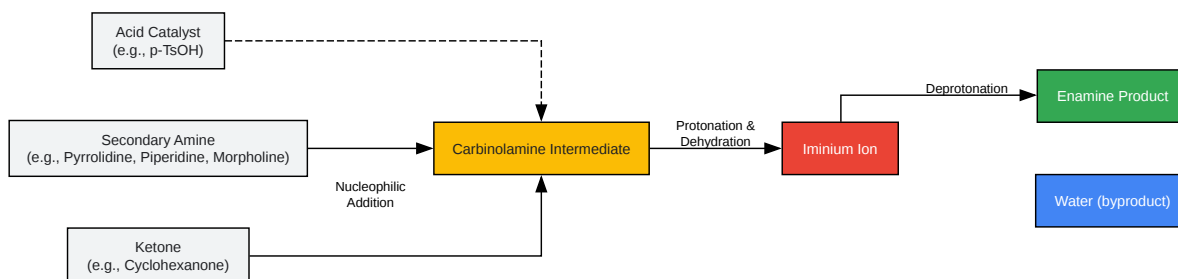 Acid Catalyst
(e.g., p-TsOH)
Secondary Amine
(e.g., Pyrrolidine, Piperidine, Morpholine)
Nucleophilic
Addition
Ketone
(e.g., Cyclohexanone)
Carbinolamine Intermediate
Protonation &
Dehydration
Iminium Ion
Deprotonation
Enamine Product
Water (byproduct)